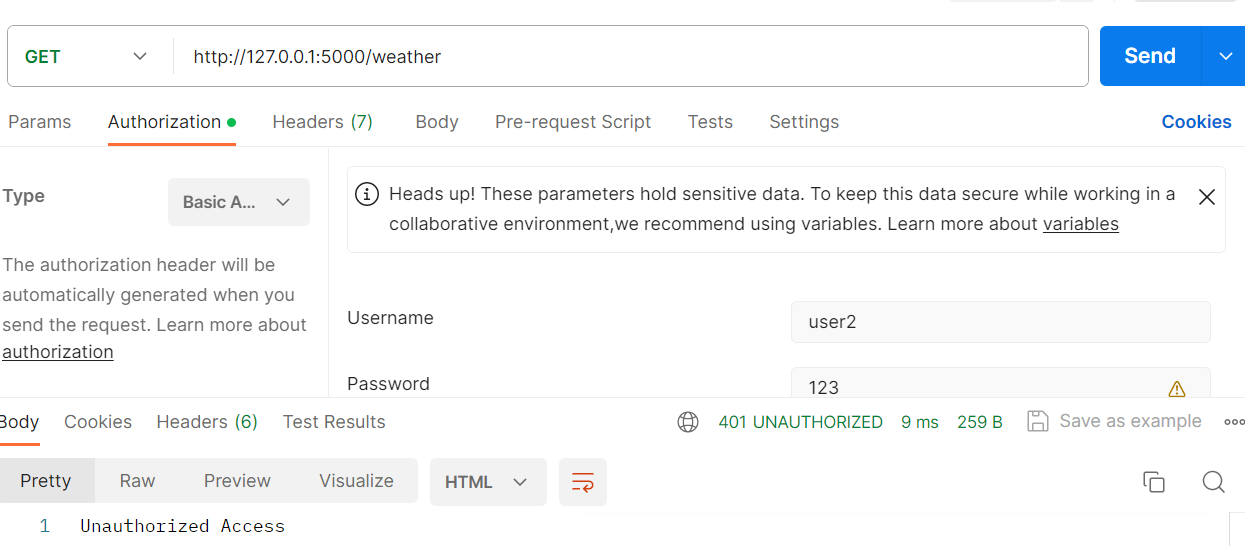 GET http://127.0.0.1:5000/weather Send
Params Authorization Headers (7) Body Pre-request Script Tests Settings Cookies
Type Basic A...
The authorization header will be
automatically generated when you
send the request. Learn more about
authorization
Heads up! These parameters hold sensitive data. To keep this data secure while working in a
collaborative environment,we recommend using variables. Learn more about variables
Username user2
Password 123
Body Cookies Headers (6) Test Results 401 UNAUTHORIZED 9 ms 259 B Save as example
Pretty Raw Preview Visualize HTML
1 Unauthorized Access